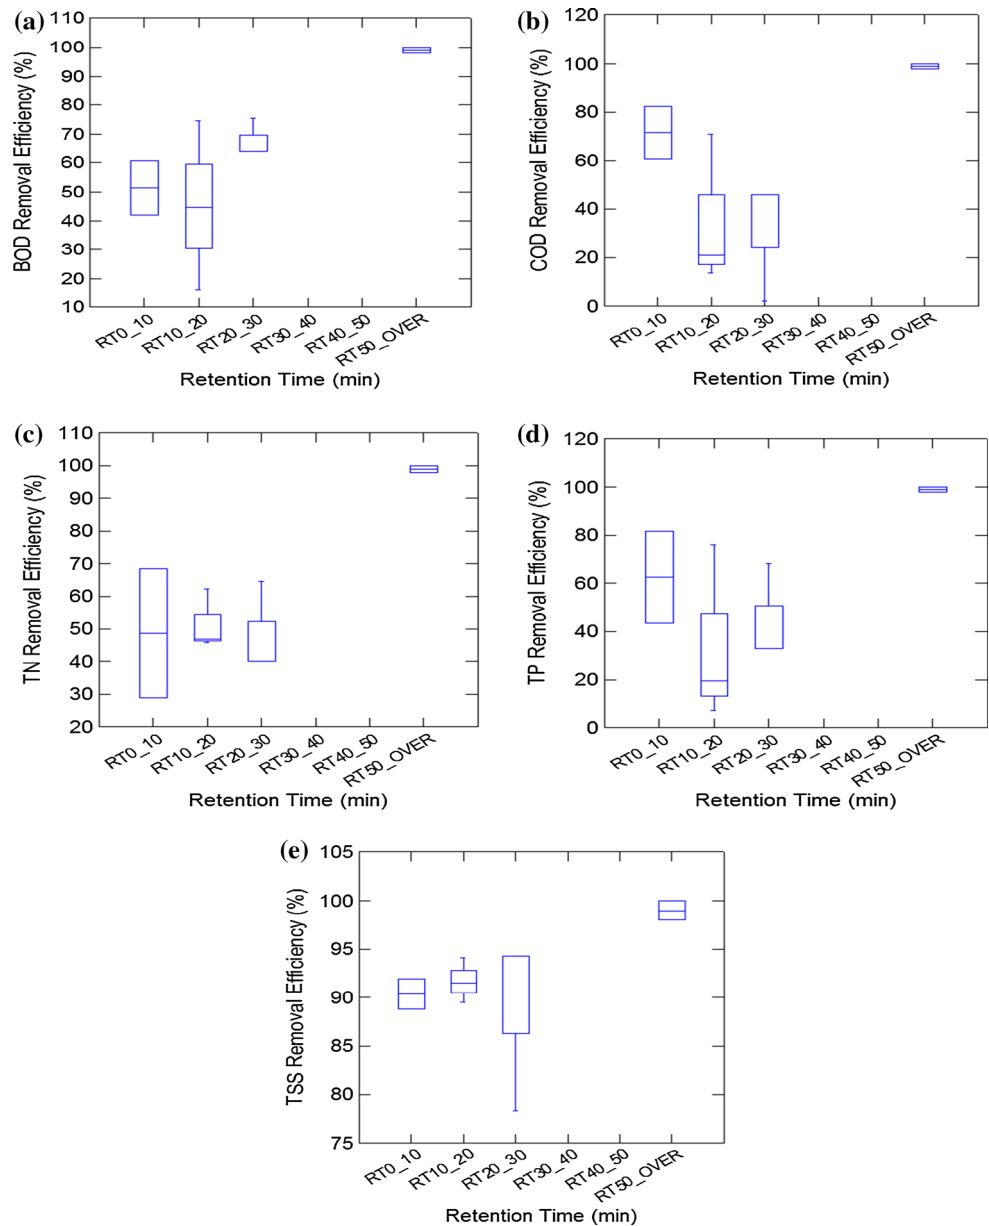 (a)
BOD Removal Efficiency (%)
110
100
90
80
70
60
50
40
30
20
10
RT0_10
RT10_20
RT20_30
RT30_40
RT40_50
RT50_OVER
Retention Time (min)
(b)
COD Removal Efficiency (%)
120
100
80
60
40
20
0
RT0_10
RT10_20
RT20_30
RT30_40
RT40_50
RT50_OVER
Retention Time (min)
(c)
TN Removal Efficiency (%)
110
100
90
80
70
60
50
40
30
20
RT0_10
RT10_20
RT20_30
RT30_40
RT40_50
RT50_OVER
Retention Time (min)
(d)
TP Removal Efficiency (%)
120
100
80
60
40
20
0
RT0_10
RT10_20
RT20_30
RT30_40
RT40_50
RT50_OVER
Retention Time (min)
(e)
TSS Removal Efficiency (%)
105
100
95
90
85
80
75
RT0_10
RT10_20
RT20_30
RT30_40
RT40_50
RT50_OVER
Retention Time (min)